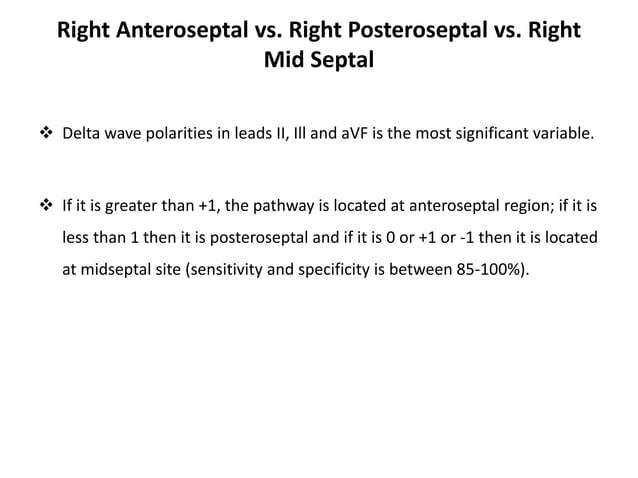 Right Anteroseptal vs. Right Posteroseptal vs. Right
Mid Septal
❖ Delta wave polarities in leads II, Ill and aVF is the most significant variable.
❖ If it is greater than +1, the pathway is located at anteroseptal region; if it is
less than 1 then it is posteroseptal and if it is 0 or +1 or -1 then it is located
at midseptal site (sensitivity and specificity is between 85-100%).